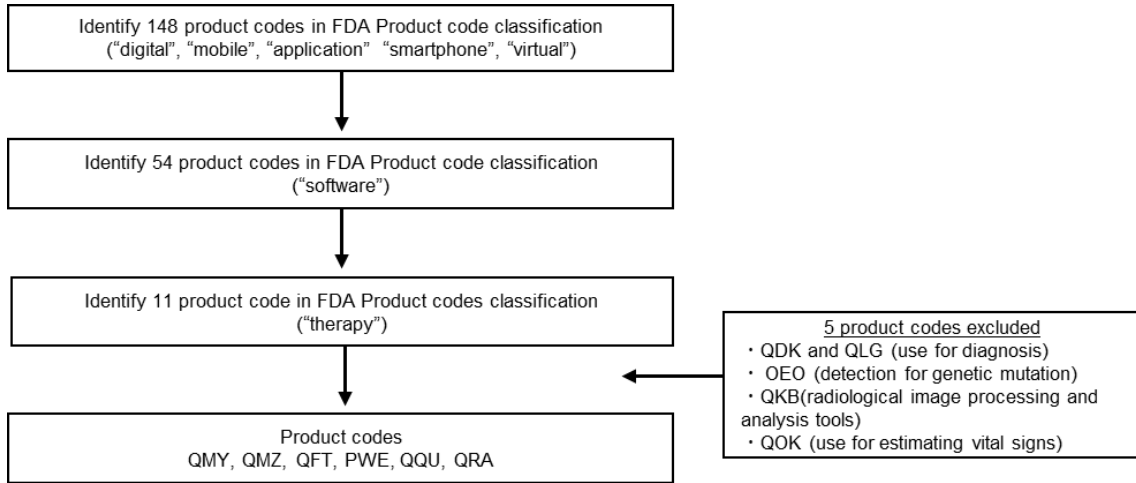 Identify 148 product codes in FDA Product code classification
(“digital”, “mobile”, “application” “smartphone”, “virtual”)
Identify 54 product codes in FDA Product code classification
(“software”)
Identify 11 product code in FDA Product codes classification
(“therapy”)
5 product codes excluded
・QDK and QLG (use for diagnosis)
・OEO (detection for genetic mutation)
・QKB(radiological image processing and
analysis tools)
・QOK (use for estimating vital signs)
Product codes
QMY, QMZ, QFT, PWE, QQU, QRA